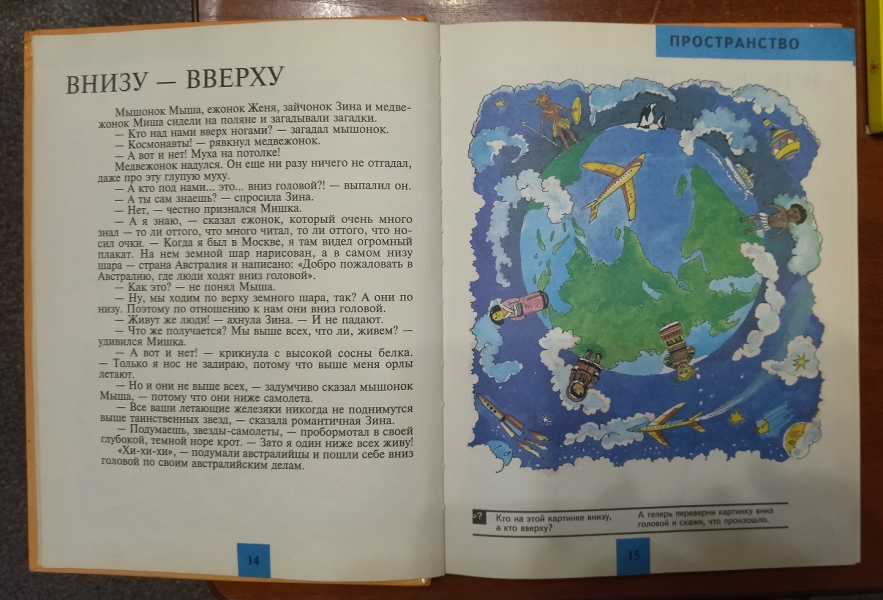 ВНИЗУ — ВВЕРХУ
Мышонок Мыша, ежонок Женя, зайчонок Зина и медве-
жонок Миша сидели на поляне и загадывали загадки.
— Кто над нами вверх ногами? — загадал мышонок.
— Космонавты! — рявкнул медвежонок.
— А вот и нет! Муха на потолке!
Медвежонок надулся. Он еще ни разу ничего не отгадал,
даже про эту глупую муху.
— А кто под нами... это... вниз головой?! — выпалил он.
— А ты сам знаешь? — спросила Зина.
— Нет, — честно признался Мишка.
— А я знаю, — сказал ежонок, который очень много
знал — то ли оттого, что много читал, то ли оттого, что но-
сил очки. — Когда я был в Москве, я там видел огромный
плакат. На нем земной шар нарисован, а в самом низу
шара — страна Австралия и написано: «Добро пожаловать в
Австралию, где люди ходят вниз головой».
— Как это? — не понял Мыша.
— Ну, мы ходим по верху земного шара, так? А они по
низу. Поэтому по отношению к нам они вниз головой.
— Живут же люди! — ахнула Зина. — И не падают.
— Что же получается? Мы выше всех, что ли, живем? —
удивился Мишка.
— А вот и нет! — крикнула с высокой сосны белка.
— Только я нос не задираю, потому что выше меня орлы
летают.
— Но и они не выше всех, — задумчиво сказал мышонок
Мыша, — потому что они ниже самолета.
— Все ваши летающие железяки никогда не поднимутся
выше таинственных звезд, — сказала романтичная Зина.
— Подумаешь, звезды-самолеты, — пробормотал в своей
глубокой, темной норе крот. — Зато я один ниже всех живу!
«Хи-хи-хи», — подумали австралийцы и пошли себе вниз
головой по своим австралийским делам.
14
ПРОСТРАНСТВО
?
Кто на этой картинке внизу,
а кто вверху?
А теперь переверни картинку вниз
головой и скажи, что произошло.
15